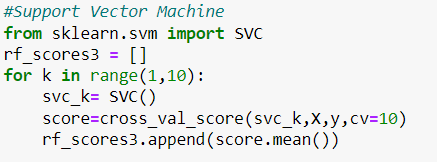 #Support Vector Machine
from sklearn.svm import SVC
rf_scores3 = []
for k in range(1,10):
    svc_k= SVC()
    score=cross_val_score(svc_k,X,y,cv=10)
    rf_scores3.append(score.mean())